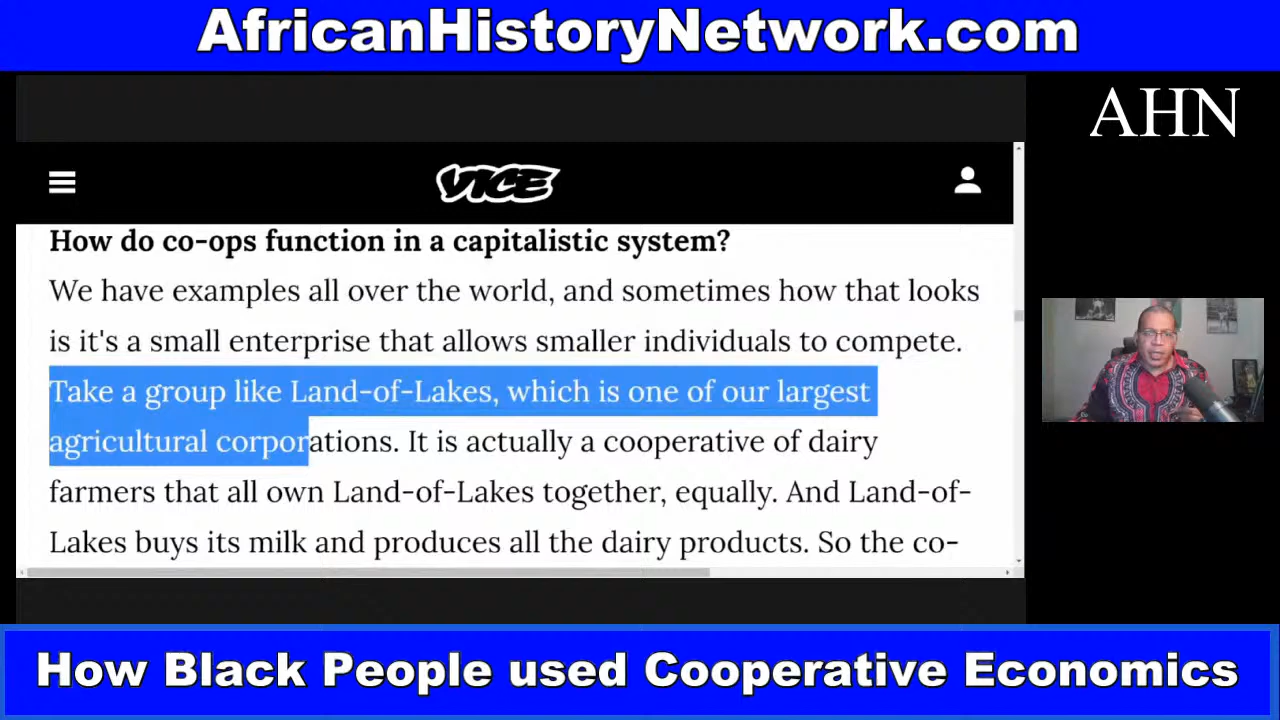 AfricanHistoryNetwork.com
AHN
VICE
How do co-ops function in a capitalistic system?
We have examples all over the world, and sometimes how that looks
is it's a small enterprise that allows smaller individuals to compete.
Take a group like Land-of-Lakes, which is one of our largest
agricultural corporations. It is actually a cooperative of dairy
farmers that all own Land-of-Lakes together, equally. And Land-of-
Lakes buys its milk and produces all the dairy products. So the co-
How Black People used Cooperative Economics